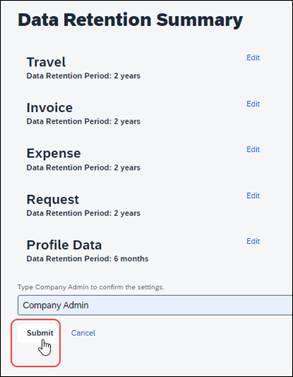 Data Retention Summary
Travel Edit
Data Retention Period: 2 years
Invoice Edit
Data Retention Period: 2 years
Expense Edit
Data Retention Period: 2 years
Request Edit
Data Retention Period: 2 years
Profile Data Edit
Data Retention Period: 6 months
Type Company Admin to confirm the settings.
Company Admin
Submit Cancel